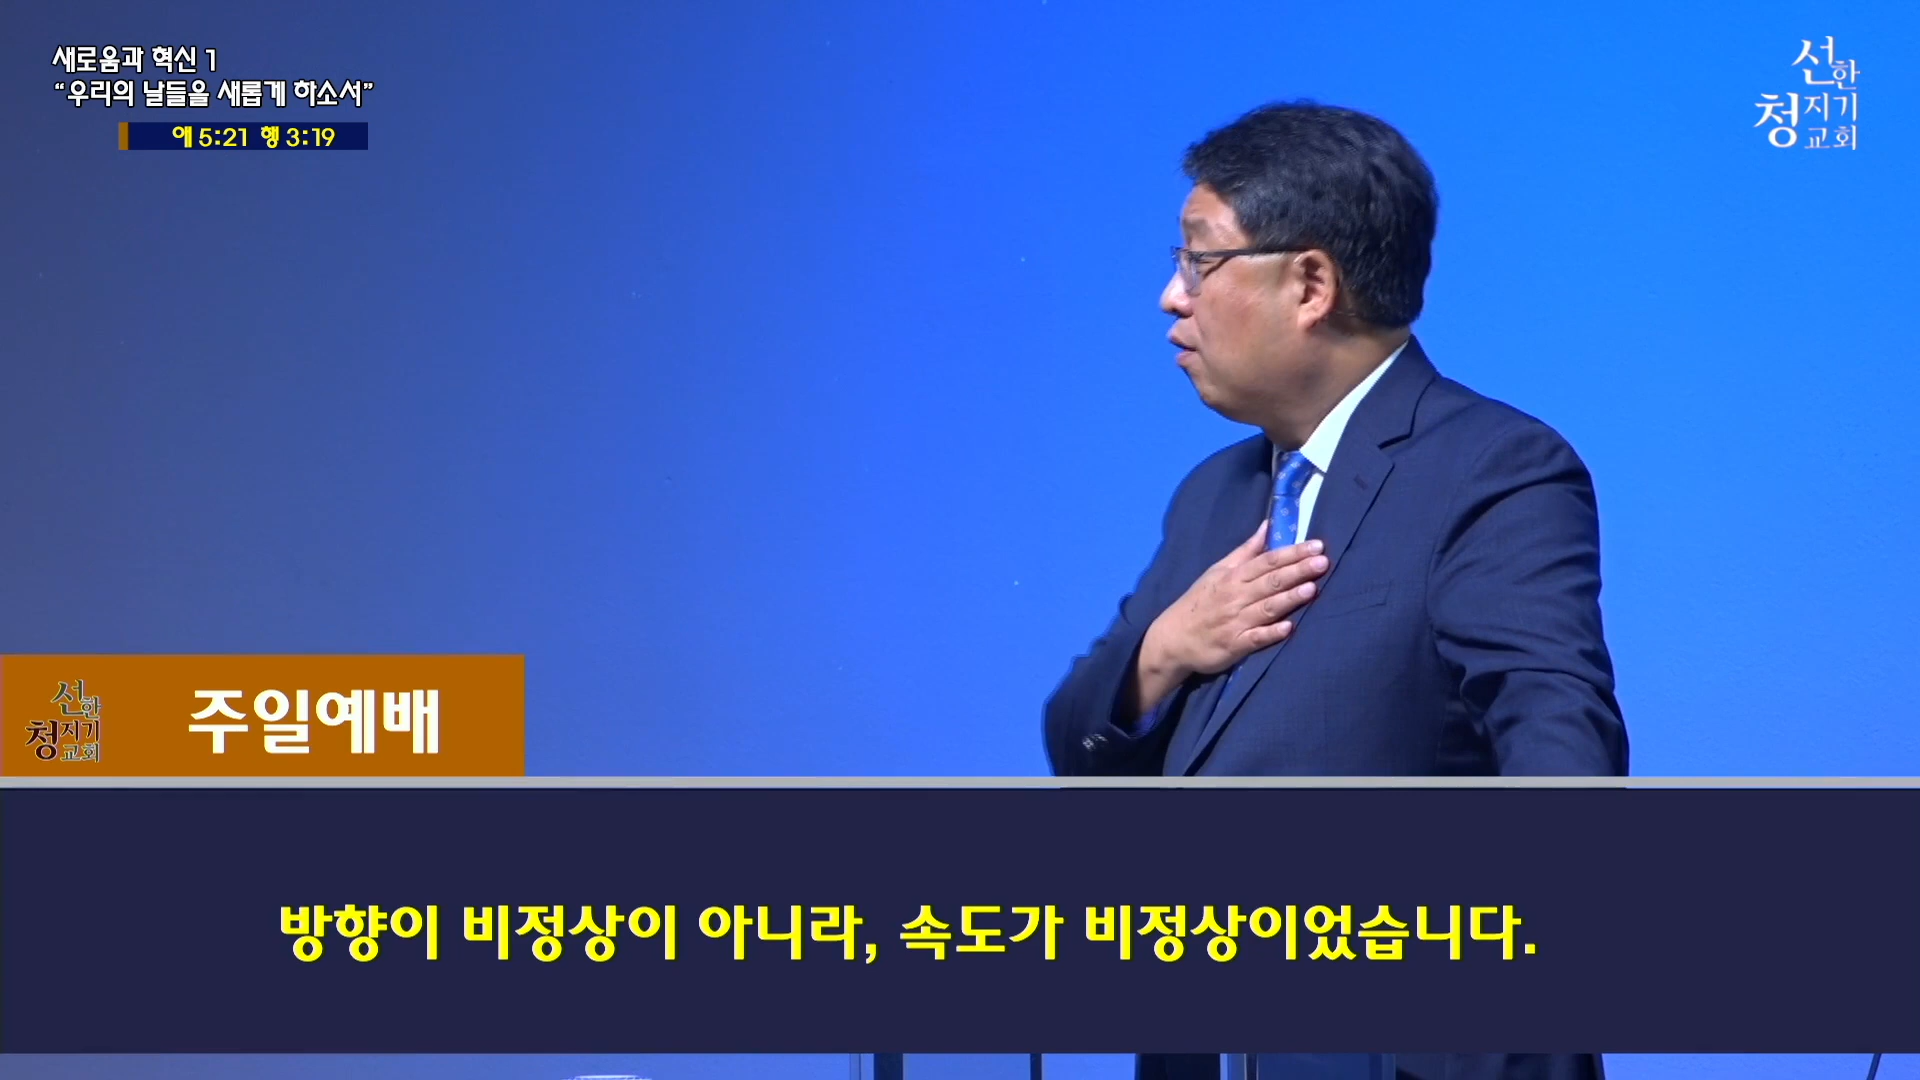 새로움과 혁신 1
“우리의 날들을 새롭게 하소서”
애 5:21 행 3:19
선한
청지기
교회
선한
청지기
교회
주일예배
방향이 비정상이 아니라, 속도가 비정상이었습니다.